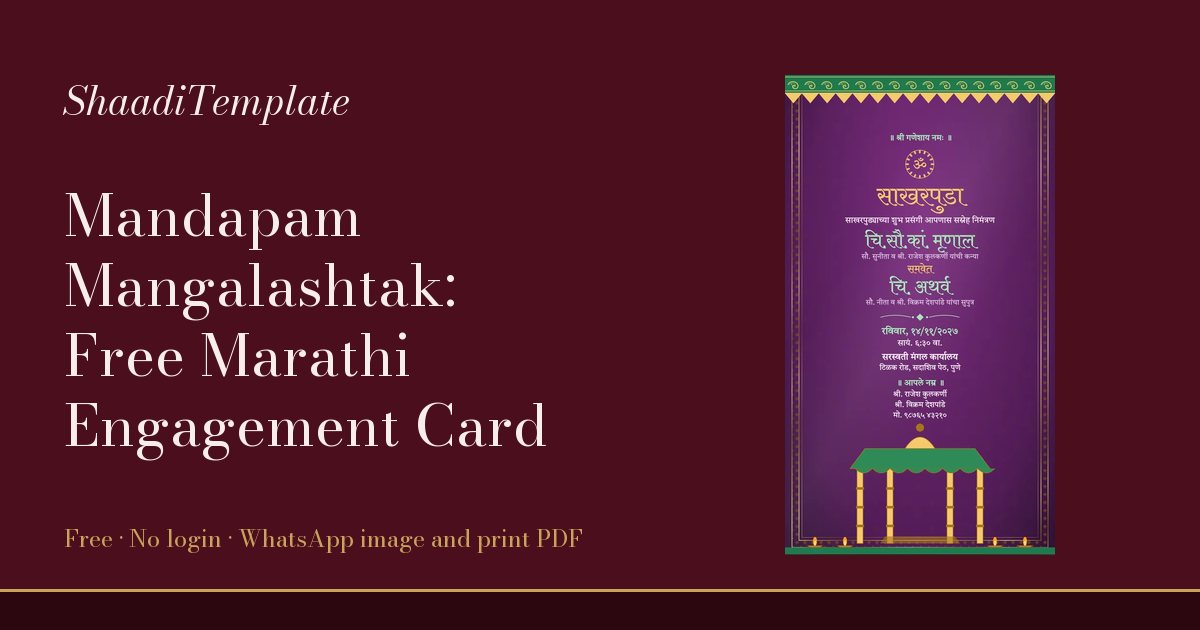 ShaadiTemplate
Mandapam
Mangalashtak:
Free Marathi
Engagement Card
Free · No login · WhatsApp image and print PDF
॥ श्री गणेशाय नमः ॥
ॐ
साखरपुडा
साखरपुड्याच्या शुभ प्रसंगी आपणास सस्नेह निमंत्रण
चि.सौ.कां. मृणाल
सौ. सुनीता व श्री. राजेश कुलकर्णी यांची कन्या
समवेत
चि. अथर्व
सौ. नीता व श्री. विक्रम देशपांडे यांचा सुपुत्र
रविवार, १४/११/२०२७
सायं. ६:३० वा.
सरस्वती मंगल कार्यालय
टिळक रोड, सदाशिव पेठ, पुणे
॥ आपले नम्र ॥
श्री. राजेश कुलकर्णी
श्री. विक्रम देशपांडे
मो. ९८७६५ ४३२१०